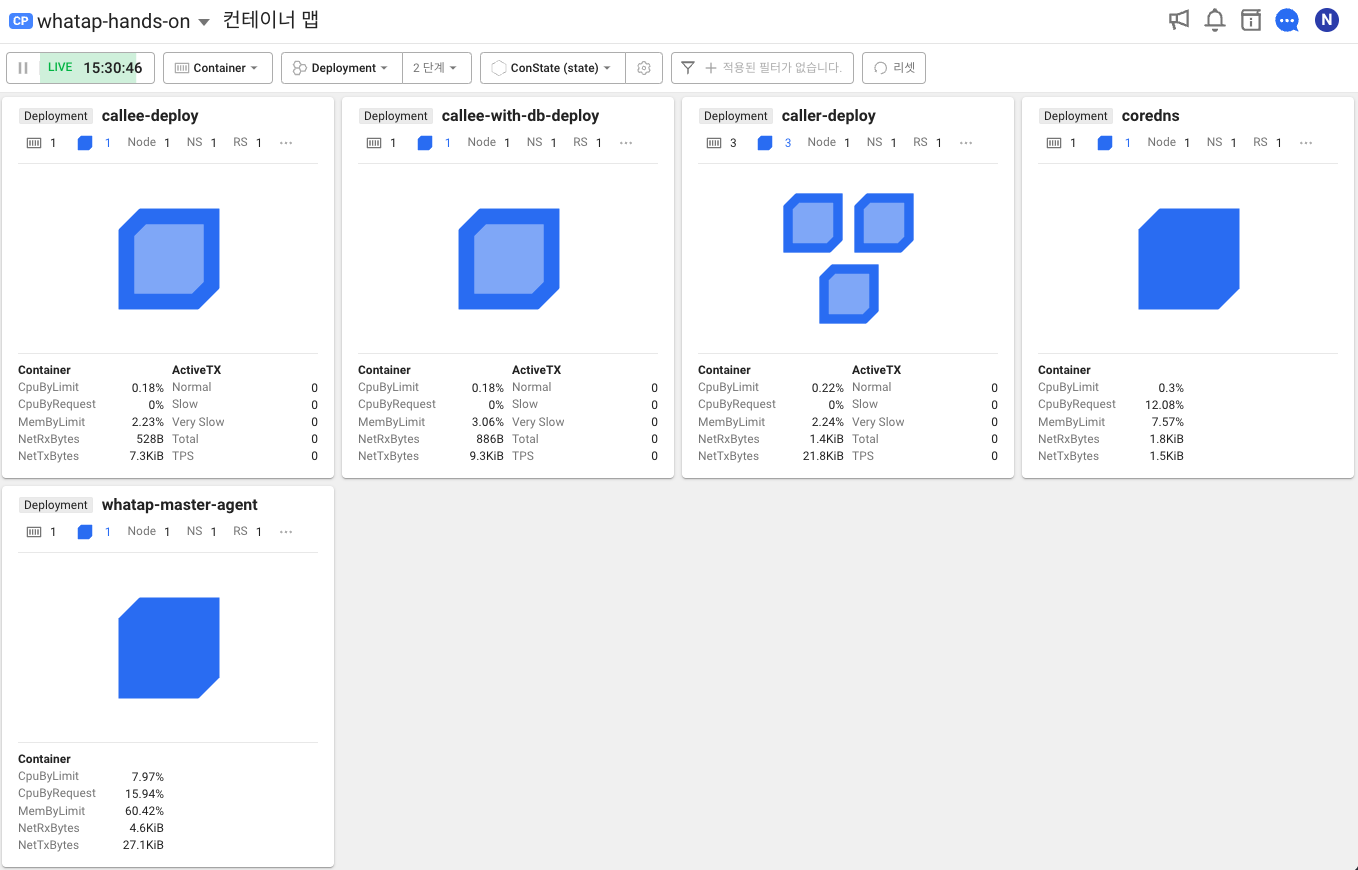 CP whatap-hands-on 컨테이너 맵 N
LIVE 15:30:46 Container Deployment 2 단계 ConState (state) + 적용된 필터가 없습니다. 리셋
Deployment callee-deploy
1 1 Node 1 NS 1 RS 1 ···
Container ActiveTX
CpuByLimit 0.18% Normal 0
CpuByRequest 0% Slow 0
MemByLimit 2.23% Very Slow 0
NetRxBytes 528B Total 0
NetTxBytes 7.3KiB TPS 0
Deployment callee-with-db-deploy
1 1 Node 1 NS 1 RS 1 ···
Container ActiveTX
CpuByLimit 0.18% Normal 0
CpuByRequest 0% Slow 0
MemByLimit 3.06% Very Slow 0
NetRxBytes 886B Total 0
NetTxBytes 9.3KiB TPS 0
Deployment caller-deploy
3 3 Node 1 NS 1 RS 1 ···
Container ActiveTX
CpuByLimit 0.22% Normal 0
CpuByRequest 0% Slow 0
MemByLimit 2.24% Very Slow 0
NetRxBytes 1.4KiB Total 0
NetTxBytes 21.8KiB TPS 0
Deployment coredns
1 1 Node 1 NS 1 RS 1 ···
Container
CpuByLimit 0.3%
CpuByRequest 12.08%
MemByLimit 7.57%
NetRxBytes 1.8KiB
NetTxBytes 1.5KiB
Deployment whatap-master-agent
1 1 Node 1 NS 1 RS 1 ···
Container
CpuByLimit 7.97%
CpuByRequest 15.94%
MemByLimit 60.42%
NetRxBytes 4.6KiB
NetTxBytes 27.1KiB